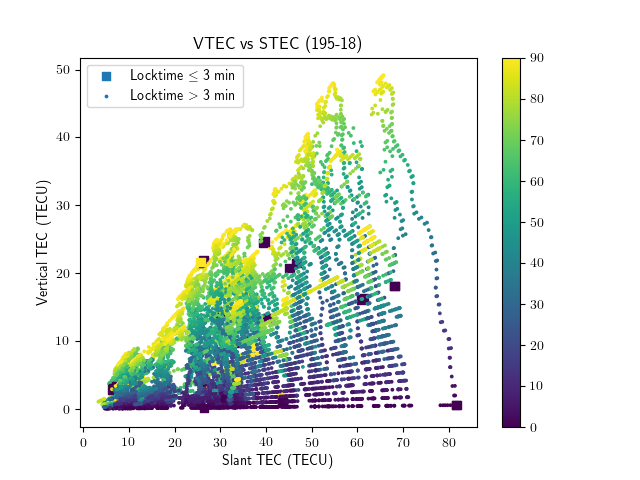 VTEC vs STEC (195-18)
Locktime ≤ 3 min
Locktime > 3 min
Vertical TEC (TECU)
50
40
30
20
10
0
0 10 20 30 40 50 60 70 80
Slant TEC (TECU)
90
80
70
60
50
40
30
20
10
0